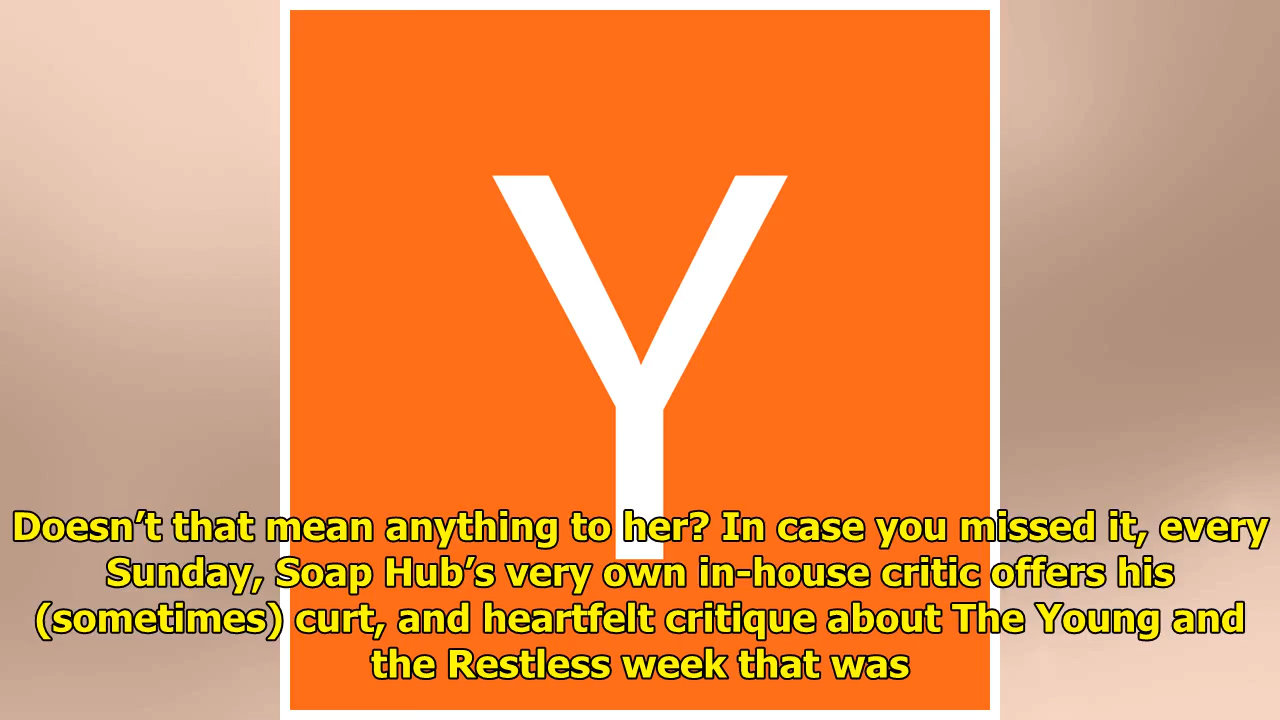 Y
Doesn’t that mean anything to her? In case you missed it, every
Sunday, Soap Hub’s very own in-house critic offers his
(sometimes) curt, and heartfelt critique about The Young and
the Restless week that was